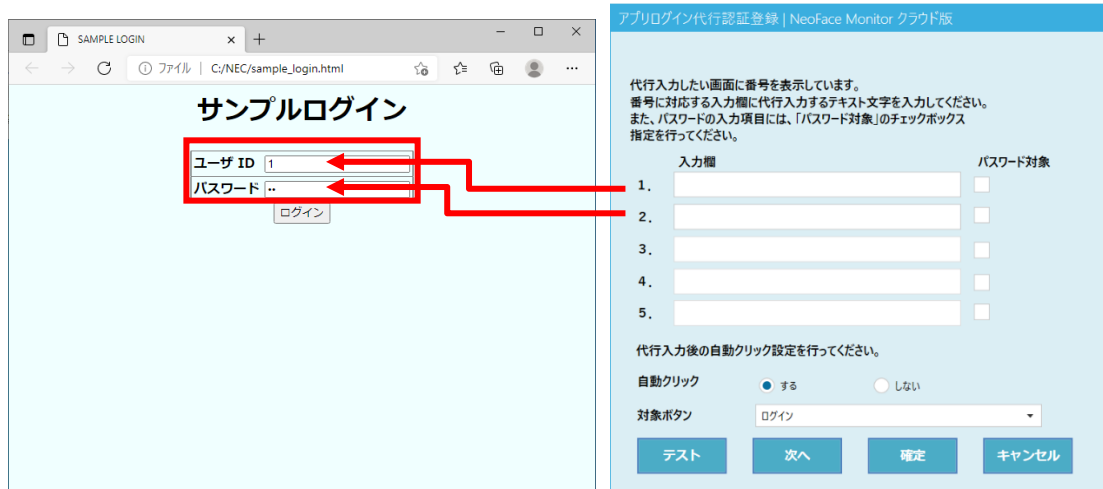 SAMPLE LOGIN
ファイル | C:/NEC/sample_login.html
サンプルログイン
ユーザ ID 1
パスワード ••
ログイン
アプリログイン代行認証登録 | NeoFace Monitor クラウド版
代行入力したい画面に番号を表示しています。
番号に対応する入力欄に代行入力するテキスト文字を入力してください。
また、パスワードの入力項目には、「パスワード対象」のチェックボックス
指定を行ってください。
入力欄 パスワード対象
1.
2.
3.
4.
5.
代行入力後の自動クリック設定を行ってください。
自動クリック する しない
対象ボタン ログイン
テスト 次へ 確定 キャンセル